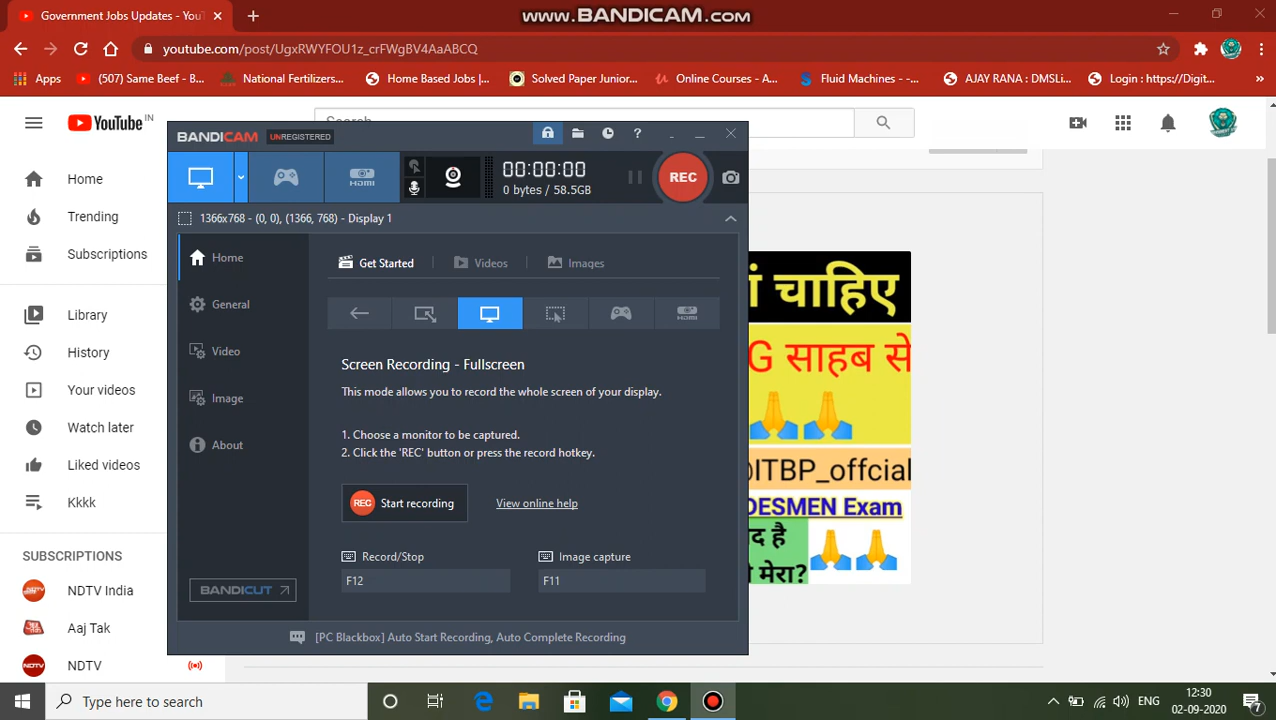 Government Jobs Updates - YouT
www.BANDICAM.com
youtube.com/post/UgxRWYFOU1z_crFWgBV4AaABCQ
Apps
(507) Same Beef - B...
National Fertilizers...
Home Based Jobs |...
Solved Paper Junior...
Online Courses - A...
Fluid Machines - -...
AJAY RANA : DMSLi...
Login : https://Digit...
»
YouTube IN
Search
Home
Trending
Subscriptions
Library
History
Your videos
Watch later
Liked videos
Kkkk
SUBSCRIPTIONS
NDTV India
Aaj Tak
NDTV
BANDICAM UNREGISTERED
?
HDMI
00:00:00
0 bytes / 58.5GB
REC
1366x768 - (0, 0), (1366, 768) - Display 1
Home
General
Video
Image
About
BANDICUT
Get Started
Videos
Images
HDMI
Screen Recording - Fullscreen
This mode allows you to record the whole screen of your display.
1. Choose a monitor to be captured.
2. Click the 'REC' button or press the record hotkey.
REC Start recording
View online help
Record/Stop
Image capture
F12
F11
[PC Blackbox] Auto Start Recording, Auto Complete Recording
चाहिए
G साहब से
@ITBP_offcial
DESMEN Exam
है
मेरा?
Type here to search
ENG
12:30
02-09-2020
7